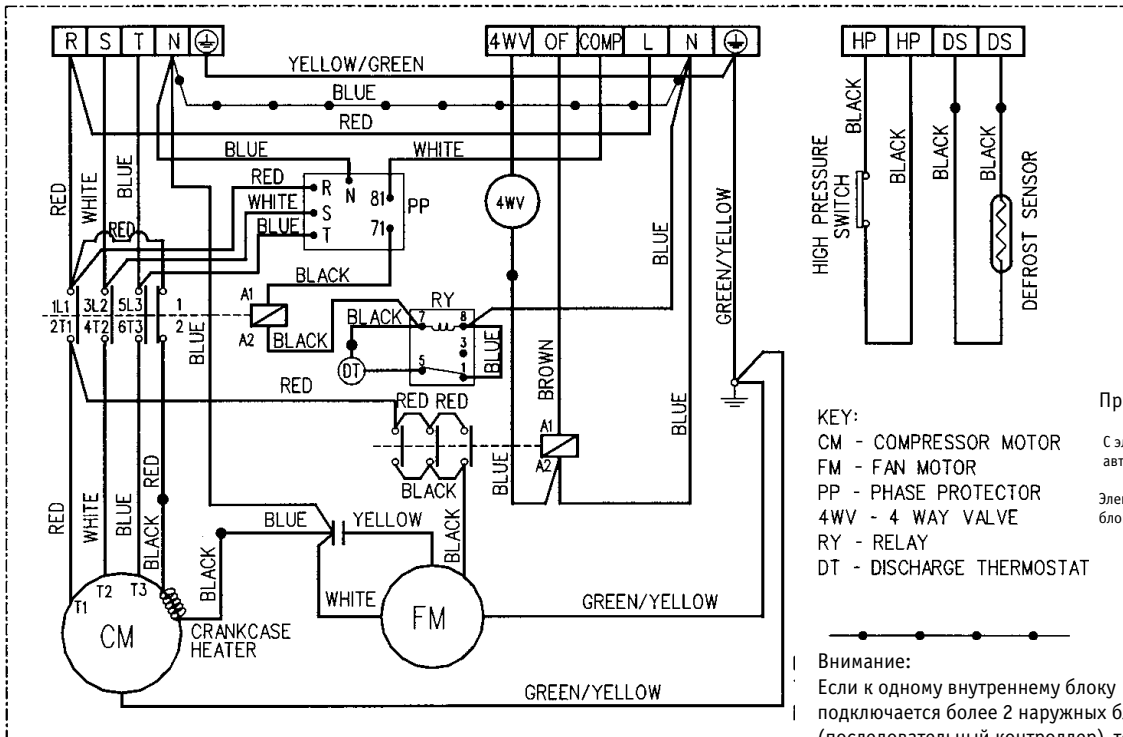 R S T N
4WV OF COMP L N
HP HP DS DS
YELLOW/GREEN
BLUE
RED
BLUE
WHITE
RED
WHITE
BLUE
R
S
T
N
81
71
PP
4WV
RED
WHITE
BLUE
RED
BLACK
BLACK
BLACK
BLACK
HIGH PRESSURE
SWITCH
DEFROST SENSOR
BLUE
GREEN/YELLOW
BLACK
A1
A2
1L1 3L2 5L3 1
2T1 4T2 6T3 2
BLUE
BLACK
RY
BLACK
7
8
3
5
1
BLUE
DT
RED
RED RED
BROWN
A1
A2
BLUE
BLUE
BLACK
RED
WHITE
BLUE
BLACK
RED
BLACK
BLUE
YELLOW
BLACK
T1
T2
T3
CM
CRANKCASE
HEATER
WHITE
FM
GREEN/YELLOW
GREEN/YELLOW
KEY:
CM - COMPRESSOR MOTOR
FM - FAN MOTOR
PP - PHASE PROTECTOR
4WV - 4 WAY VALVE
RY - RELAY
DT - DISCHARGE THERMOSTAT
Внимание:
Если к одному внутреннему блоку
подключается более 2 наружных
(последовательный контроллер)